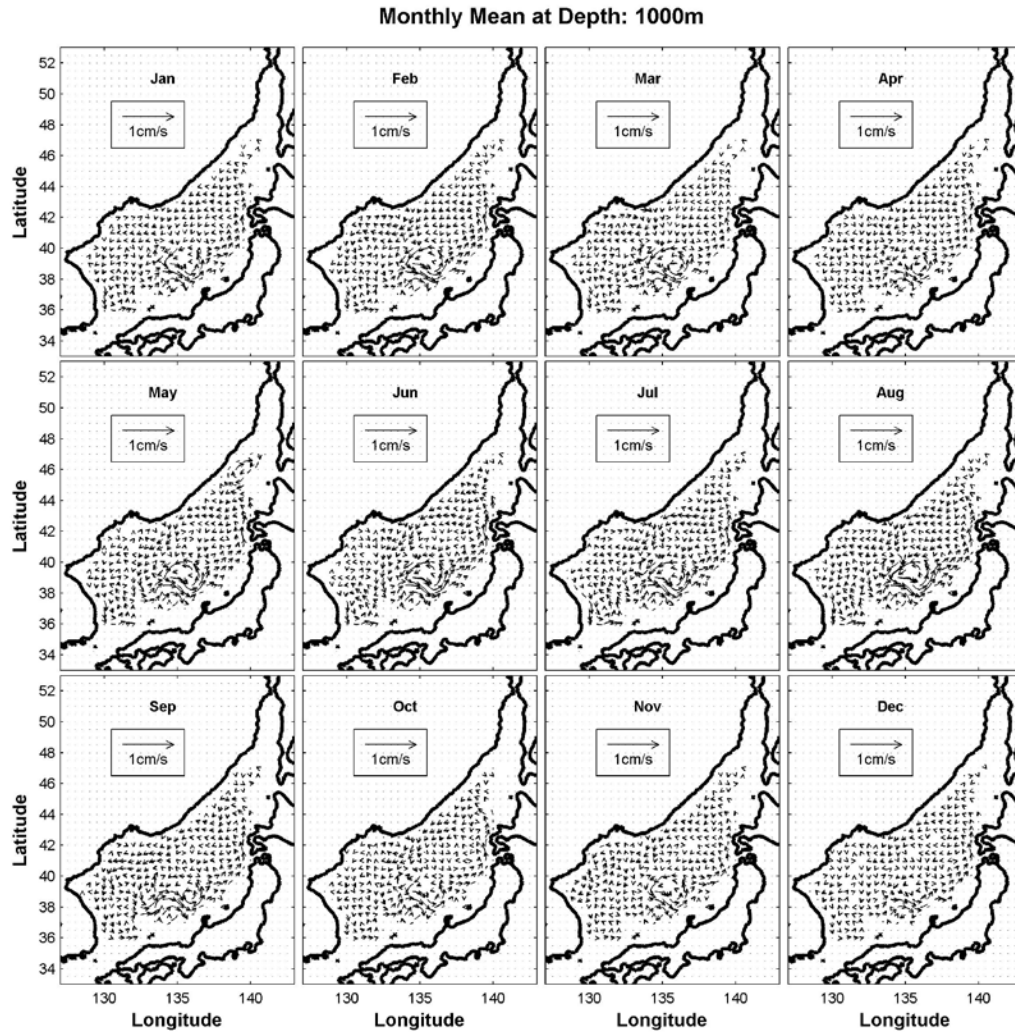 Monthly Mean at Depth: 1000m
Jan Feb Mar Apr
1cm/s 1cm/s 1cm/s 1cm/s
52
50
48
46
44
42
40
38
36
34
Latitude
May Jun Jul Aug
1cm/s 1cm/s 1cm/s 1cm/s
52
50
48
46
44
42
40
38
36
34
Latitude
Sep Oct Nov Dec
1cm/s 1cm/s 1cm/s 1cm/s
52
50
48
46
44
42
40
38
36
34
Latitude
130 135 140 130 135 140 130 135 140 130 135 140
Longitude Longitude Longitude Longitude